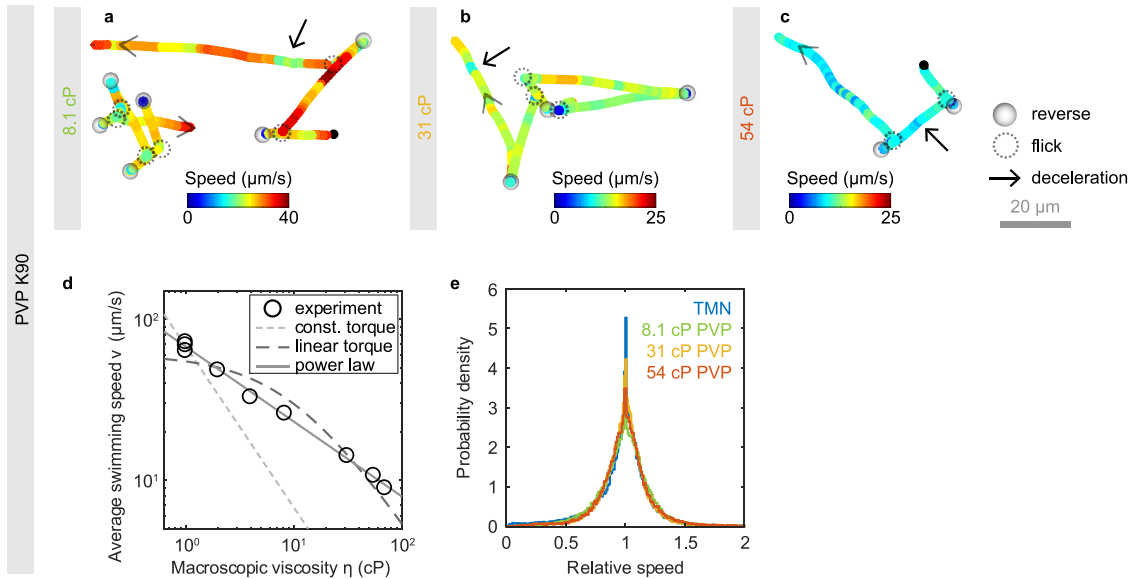 PVP K90
a
8.1 cP
Speed (µm/s)
0 40
b
31 cP
Speed (µm/s)
0 25
c
54 cP
Speed (µm/s)
0 25
reverse
flick
deceleration
20 µm
d
Average swimming speed v (µm/s)
10²
10¹
10⁰ 10¹ 10²
Macroscopic viscosity η (cP)
experiment
const. torque
linear torque
power law
e
Probability density
6
5
4
3
2
1
0
0 0.5 1 1.5 2
Relative speed
TMN
8.1 cP PVP
31 cP PVP
54 cP PVP